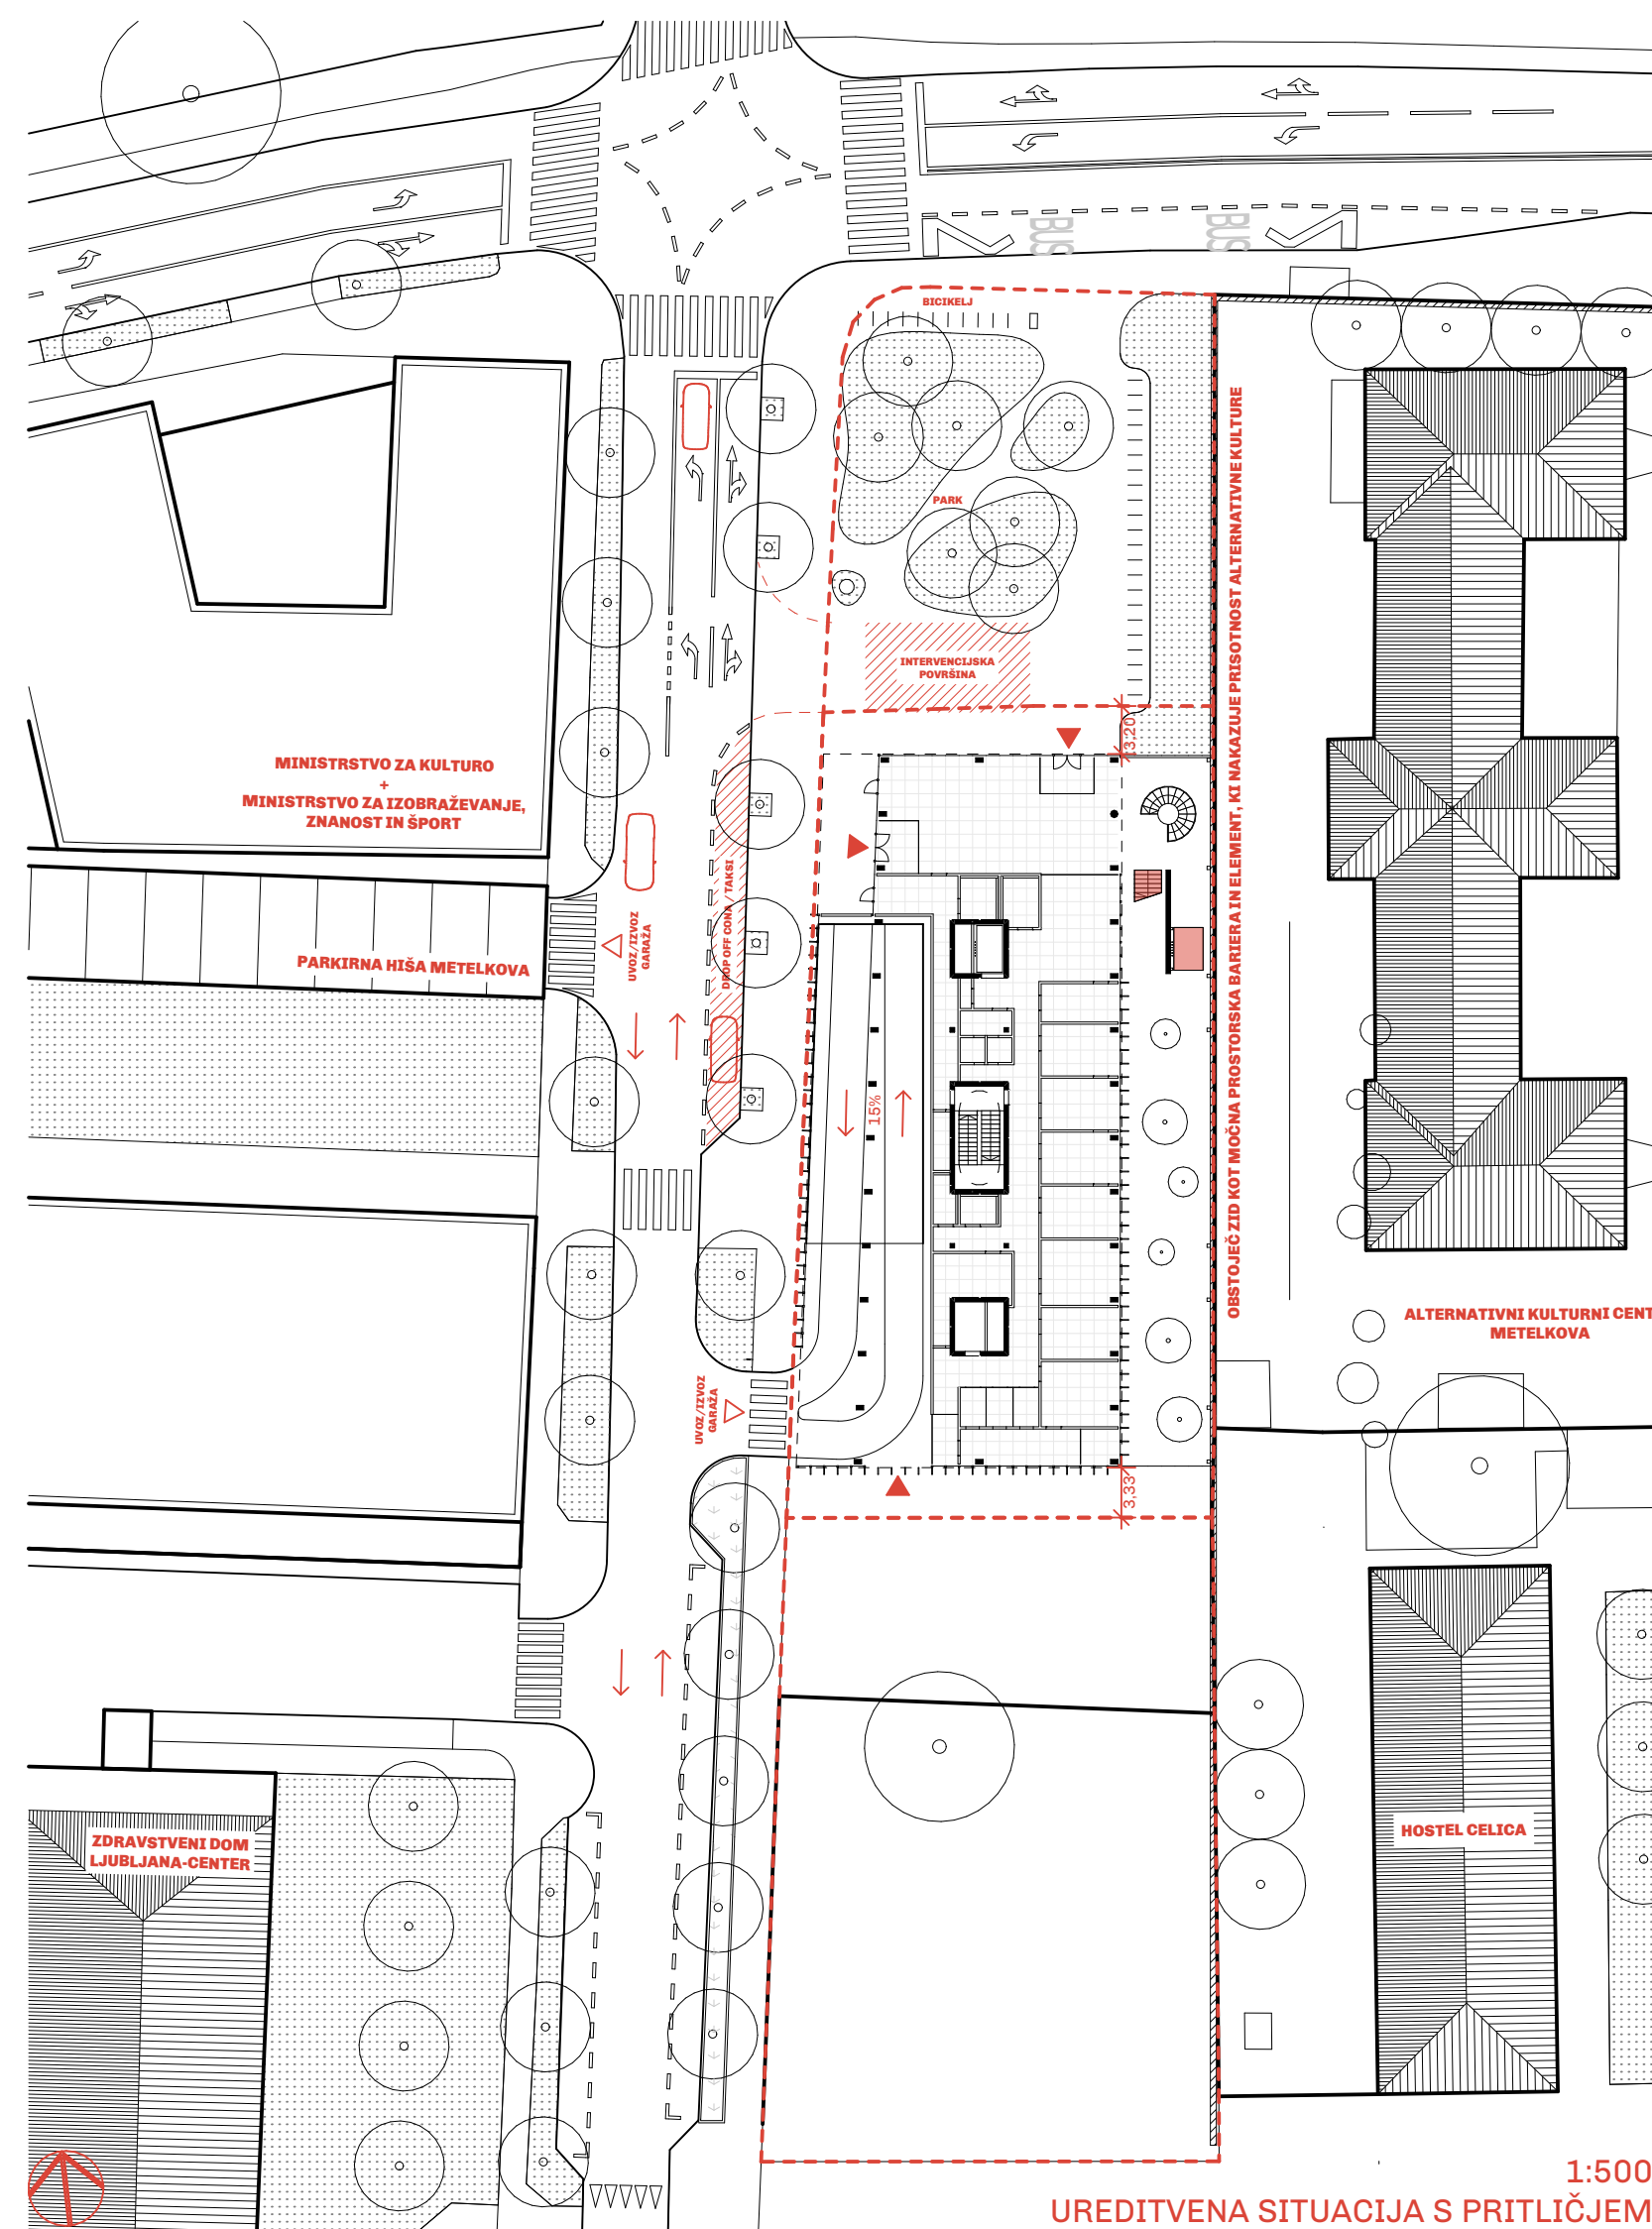 BUS
BUS
BICIKELJ
PARK
INTERVENCIJSKA
POVRŠINA
3,20
MINISTRSTVO ZA KULTURO
+
MINISTRSTVO ZA IZOBRAŽEVANJE,
ZNANOST IN ŠPORT
DROP OFF CONA / TAKSI
OBSTOJEČ ZID KOT MOČNA PROSTORSKA BARIERA IN ELEMENT, KI NAKAZUJE PRISOTNOST ALTERNATIVNE KULTURE
UVOZ/IZVOZ
GARAŽA
PARKIRNA HIŠA METELKOVA
15%
ALTERNATIVNI KULTURNI CENT
METELKOVA
UVOZ/IZVOZ
GARAŽA
3,33
HOSTEL CELICA
ZDRAVSTVENI DOM
LJUBLJANA-CENTER
1:500
UREDITVENA SITUACIJA S PRITLIČJEM